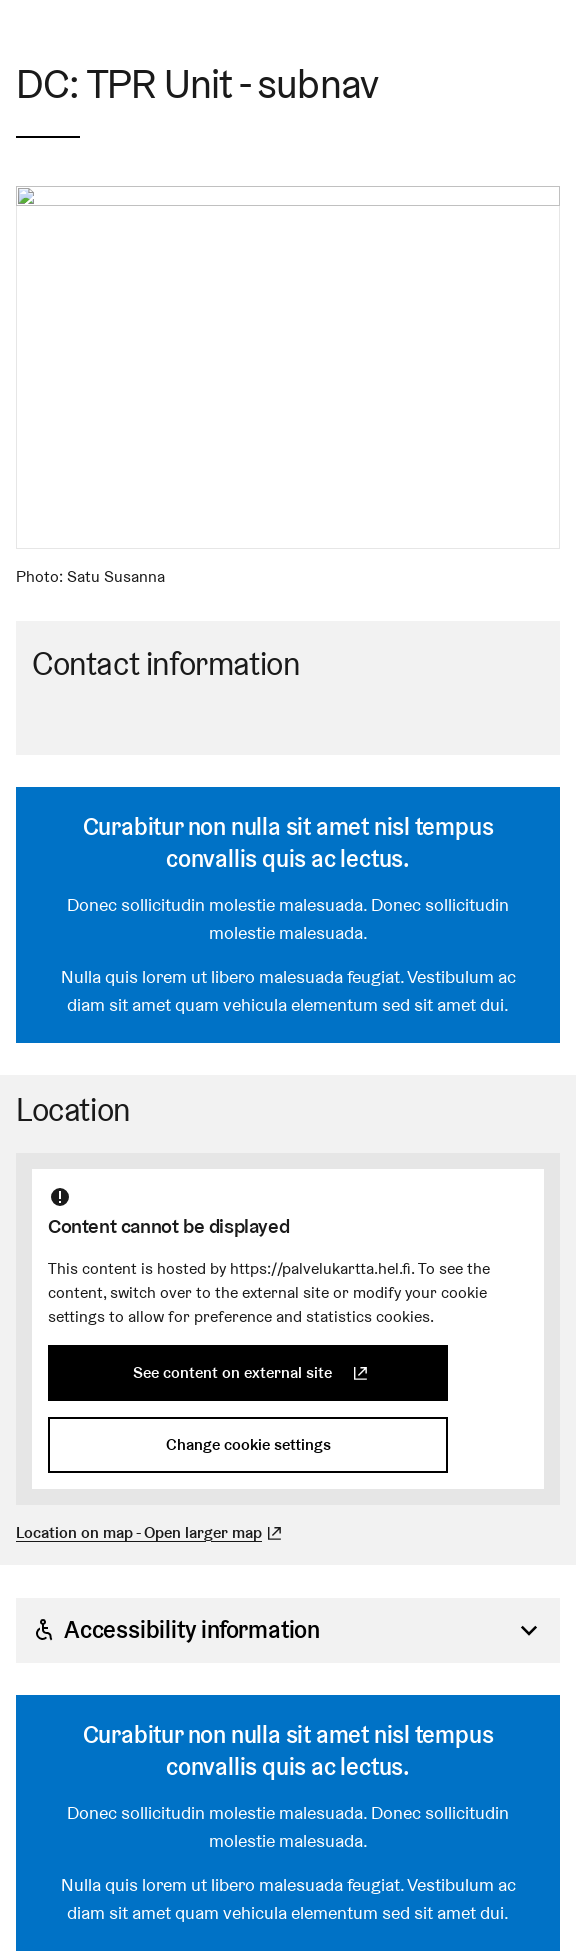 DC: TPR Unit - subnav
Photo: Satu Susanna
Contact information
Curabitur non nulla sit amet nisl tempus
convallis quis ac lectus.
Donec sollicitudin molestie malesuada. Donec sollicitudin
molestie malesuada.
Nulla quis lorem ut libero malesuada feugiat. Vestibulum ac
diam sit amet quam vehicula elementum sed sit amet dui.
Location
Content cannot be displayed
This content is hosted by https://palvelukartta.hel.fi. To see the
content, switch over to the external site or modify your cookie
settings to allow for preference and statistics cookies.
See content on external site
Change cookie settings
Location on map - Open larger map
Accessibility information
Curabitur non nulla sit amet nisl tempus
convallis quis ac lectus.
Donec sollicitudin molestie malesuada. Donec sollicitudin
molestie malesuada.
Nulla quis lorem ut libero malesuada feugiat. Vestibulum ac
diam sit amet quam vehicula elementum sed sit amet dui.